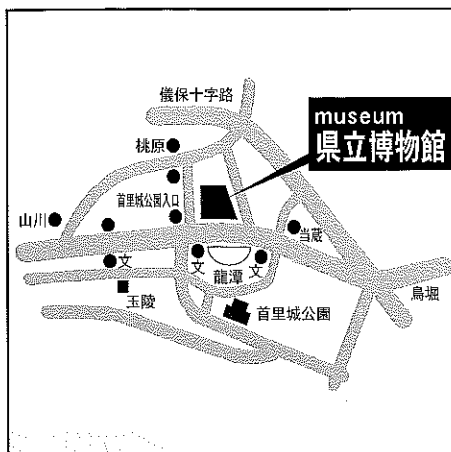 儀保十字路
museum
県立博物館
桃原
首里城公園入口
山川
当蔵
文
文
龍潭
文
鳥堀
玉陵
首里城公園